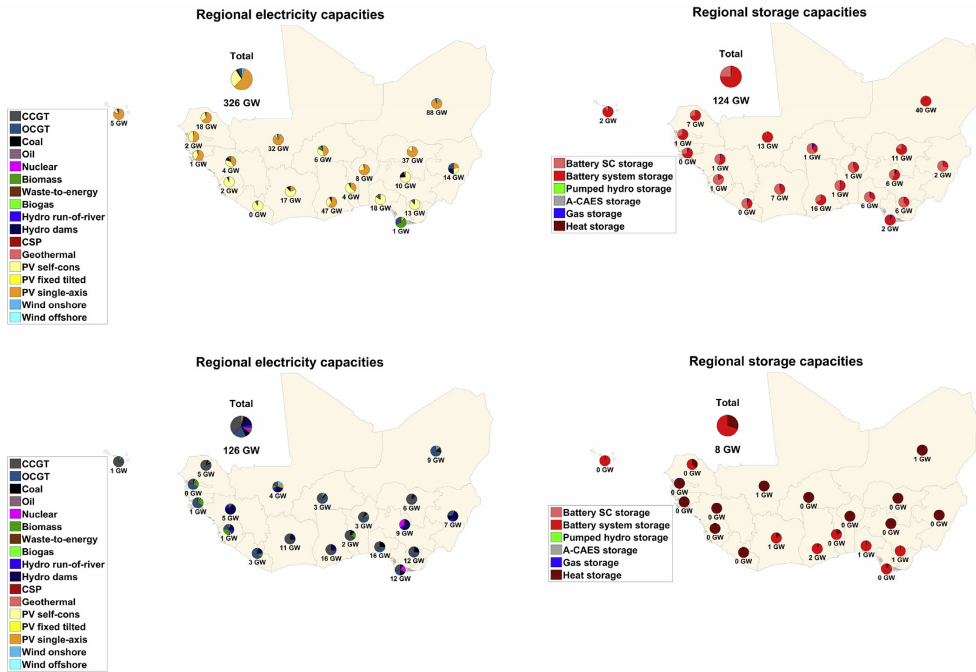 Regional electricity capacities
Total
326 GW
5 GW
18 GW
2 GW
1 GW
4 GW
2 GW
0 GW
32 GW
17 GW
6 GW
47 GW
4 GW
8 GW
88 GW
37 GW
10 GW
18 GW
14 GW
13 GW
1 GW
CCGT
OCGT
Coal
Oil
Nuclear
Biomass
Waste-to-energy
Biogas
Hydro run-of-river
Hydro dams
CSP
Geothermal
PV self-cons
PV fixed tilted
PV single-axis
Wind onshore
Wind offshore
Regional storage capacities
Total
124 GW
2 GW
7 GW
1 GW
0 GW
1 GW
1 GW
0 GW
13 GW
7 GW
1 GW
16 GW
1 GW
1 GW
40 GW
11 GW
6 GW
6 GW
2 GW
6 GW
2 GW
Battery SC storage
Battery system storage
Pumped hydro storage
A-CAES storage
Gas storage
Heat storage
Regional electricity capacities
Total
126 GW
1 GW
5 GW
0 GW
1 GW
5 GW
1 GW
3 GW
4 GW
11 GW
3 GW
16 GW
2 GW
3 GW
9 GW
6 GW
9 GW
16 GW
7 GW
12 GW
12 GW
CCGT
OCGT
Coal
Oil
Nuclear
Biomass
Waste-to-energy
Biogas
Hydro run-of-river
Hydro dams
CSP
Geothermal
PV self-cons
PV fixed tilted
PV single-axis
Wind onshore
Wind offshore
Regional storage capacities
Total
8 GW
0 GW
0 GW
0 GW
0 GW
0 GW
0 GW
0 GW
1 GW
1 GW
0 GW
2 GW
0 GW
0 GW
1 GW
0 GW
0 GW
1 GW
0 GW
1 GW
0 GW
Battery SC storage
Battery system storage
Pumped hydro storage
A-CAES storage
Gas storage
Heat storage